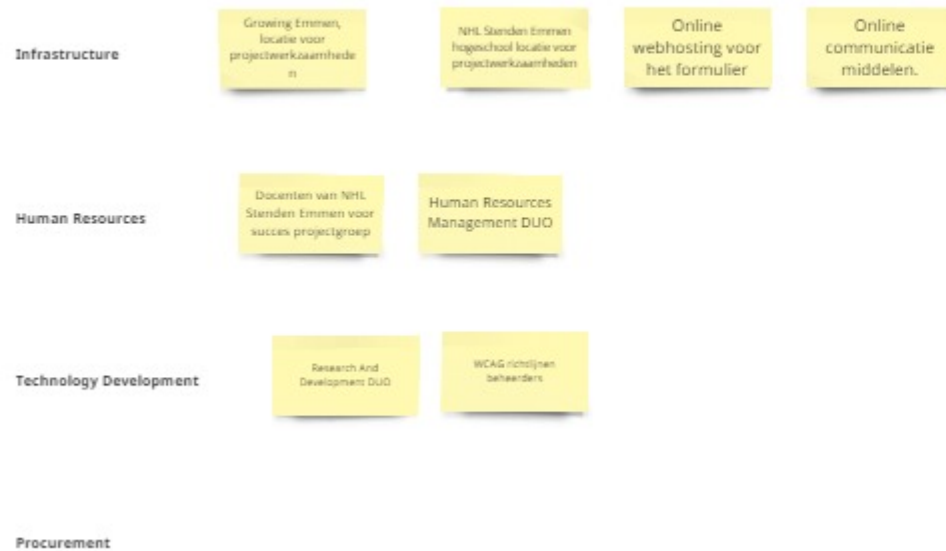 Infrastructure
Growing Emmen,
locatie voor
projectwerkzaamhede
n
NHL Stenden Emmen
hogeschool locatie voor
projectwerkzaamheden
Online
webhosting voor
het formulier
Online
communicatie
middelen.
Human Resources
Docenten van NHL
Stenden Emmen voor
succes projectgroep
Human Resources
Management DUO
Technology Development
Research And
Development DUO
WCAG richtlijnen
beheerders
Procurement